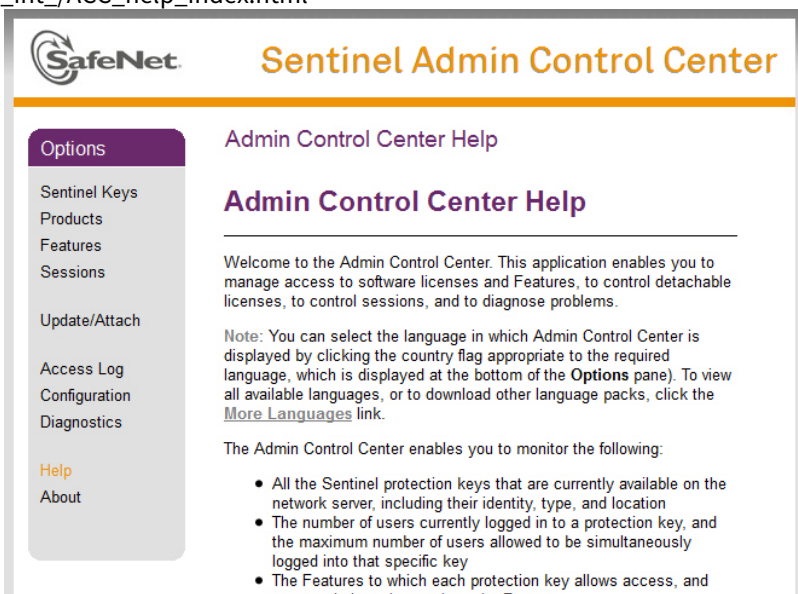 _int_/ACC_help_index.html
SafeNet.
Sentinel Admin Control Center
Options
Sentinel Keys
Products
Features
Sessions
Update/Attach
Access Log
Configuration
Diagnostics
Help
About
Admin Control Center Help
Admin Control Center Help
Welcome to the Admin Control Center. This application enables you to
manage access to software licenses and Features, to control detachable
licenses, to control sessions, and to diagnose problems.
Note: You can select the language in which Admin Control Center is
displayed by clicking the country flag appropriate to the required
language, which is displayed at the bottom of the Options pane). To view
all available languages, or to download other language packs, click the
More Languages link.
The Admin Control Center enables you to monitor the following:
• All the Sentinel protection keys that are currently available on the
network server, including their identity, type, and location
• The number of users currently logged in to a protection key, and
the maximum number of users allowed to be simultaneously
logged into that specific key
• The Features to which each protection key allows access, and